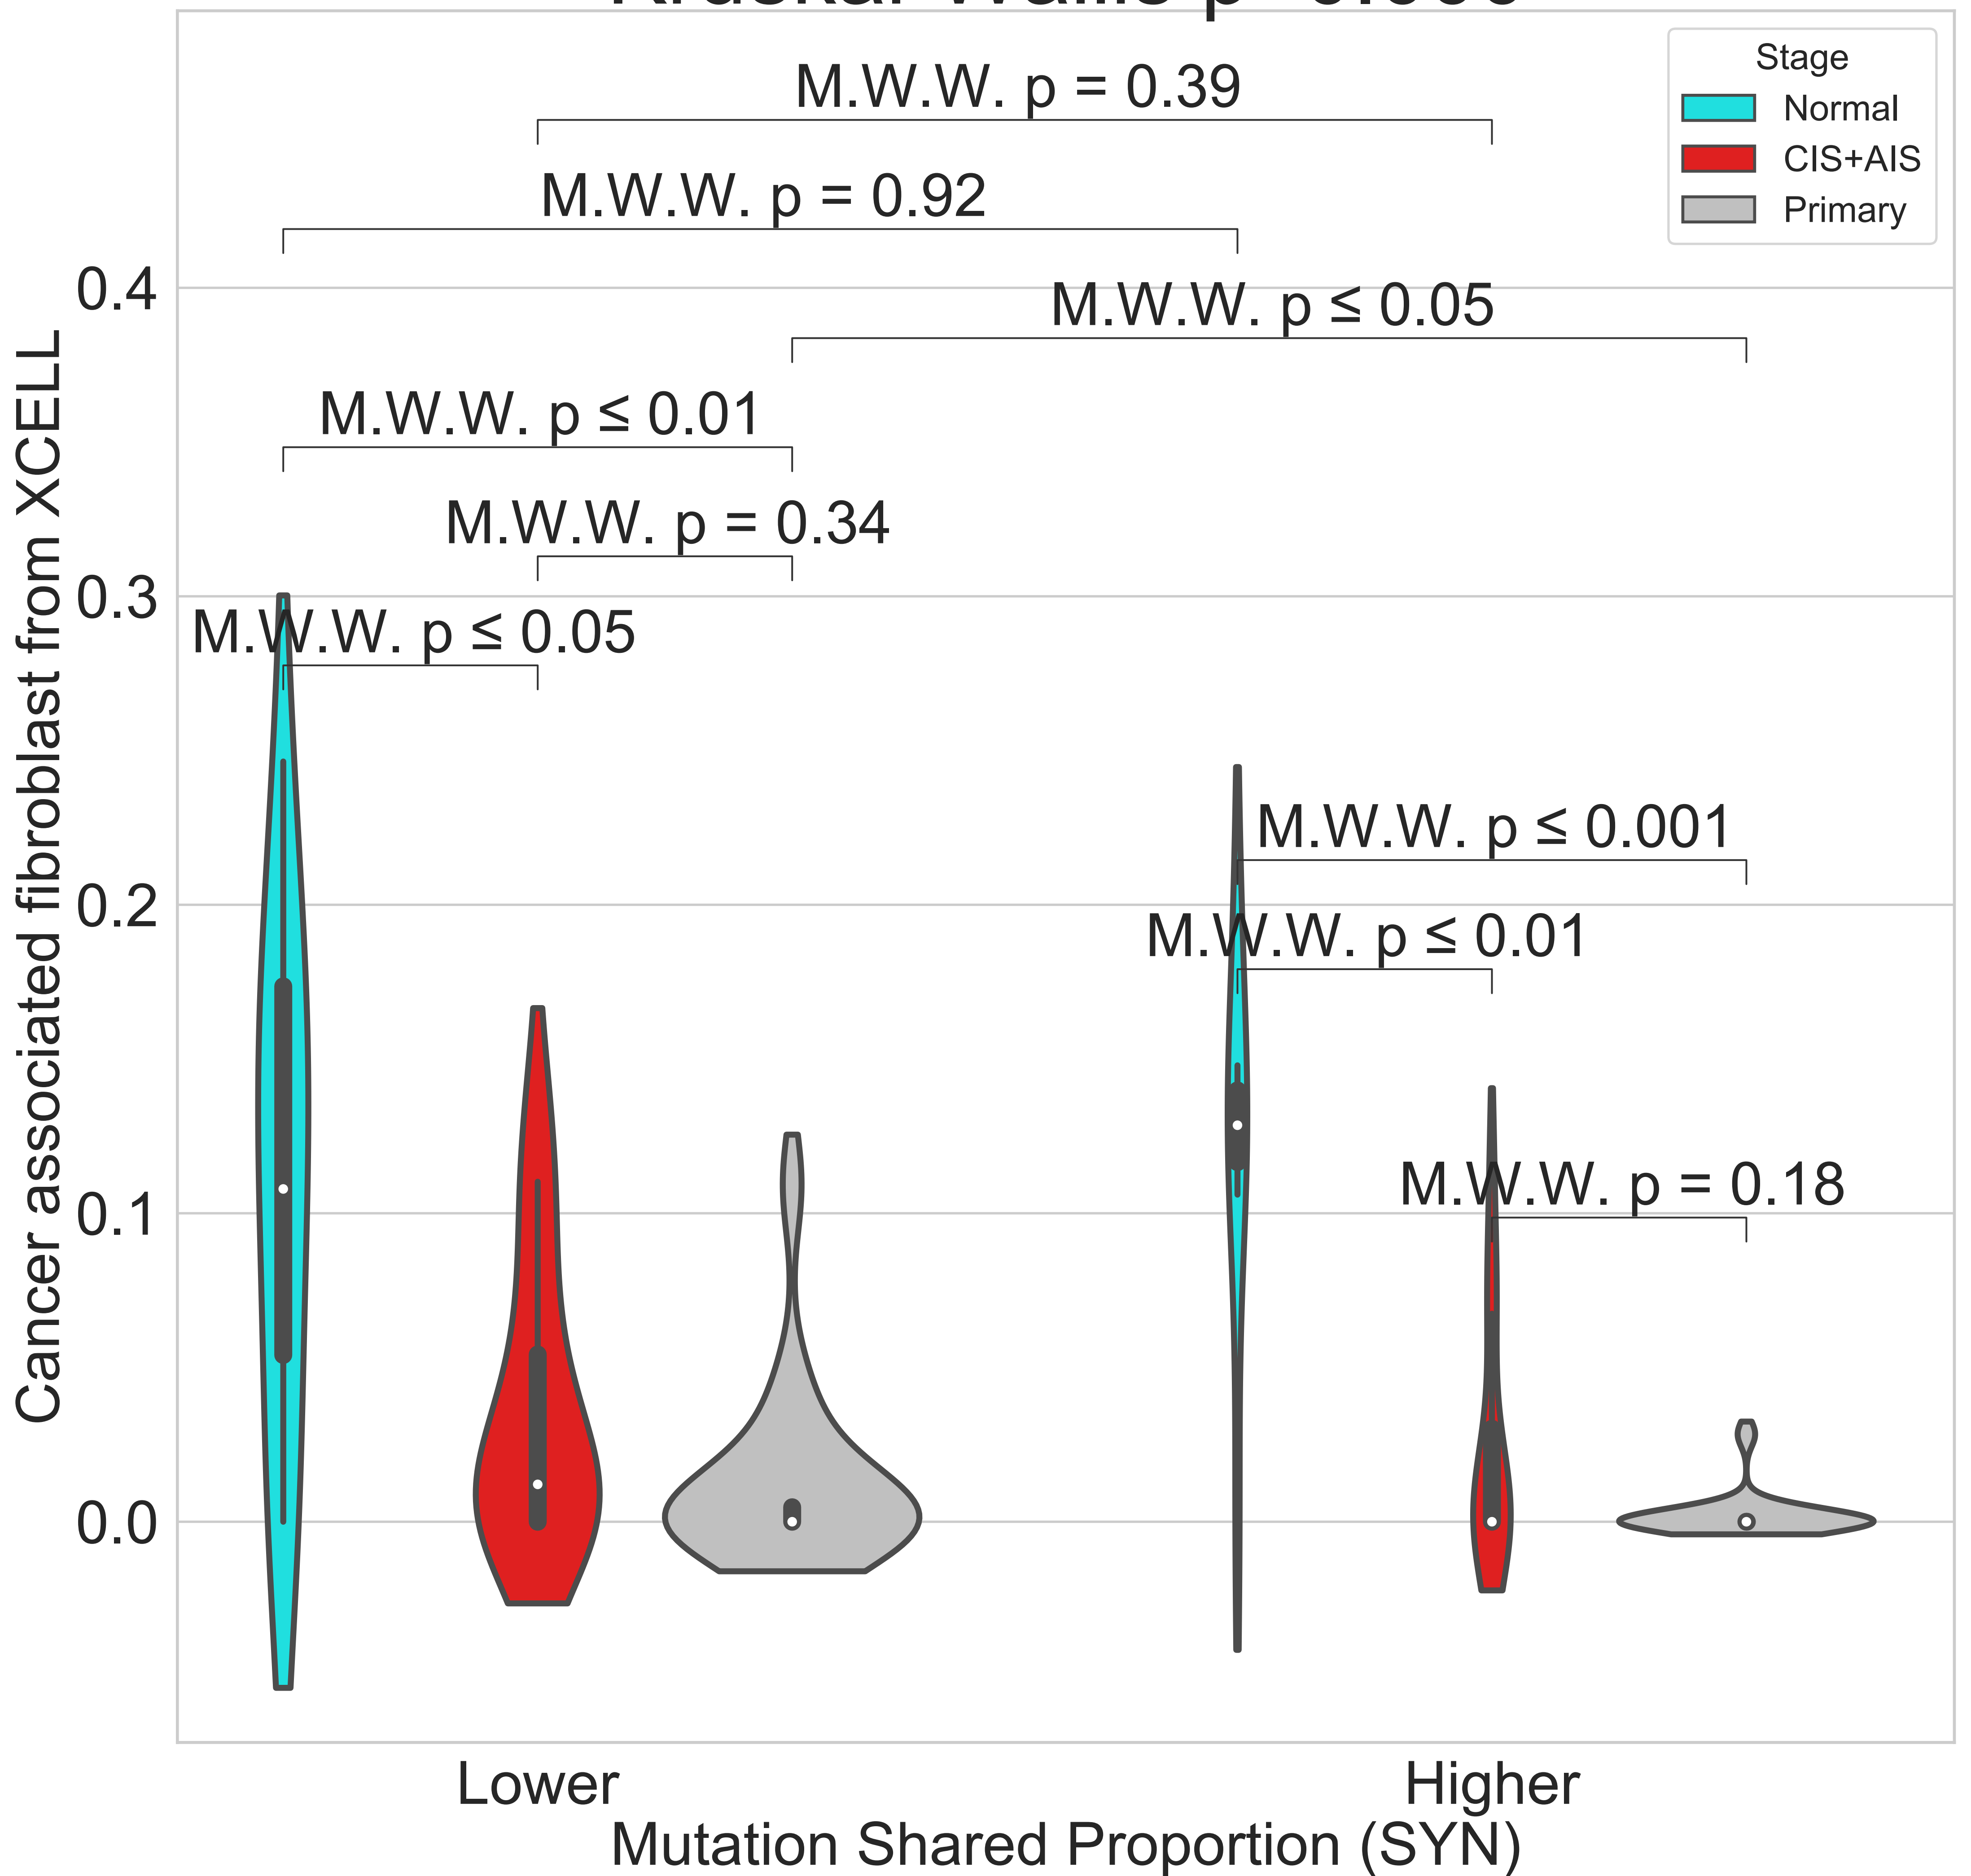 Stage
Normal
CIS+AIS
Primary
M.W.W. p = 0.39
M.W.W. p = 0.92
M.W.W. p ≤ 0.05
M.W.W. p ≤ 0.01
M.W.W. p = 0.34
M.W.W. p ≤ 0.05
M.W.W. p ≤ 0.001
M.W.W. p ≤ 0.01
M.W.W. p = 0.18
Cancer associated fibroblast from XCELL
0.4
0.3
0.2
0.1
0.0
Lower
Higher
Mutation Shared Proportion (SYN)